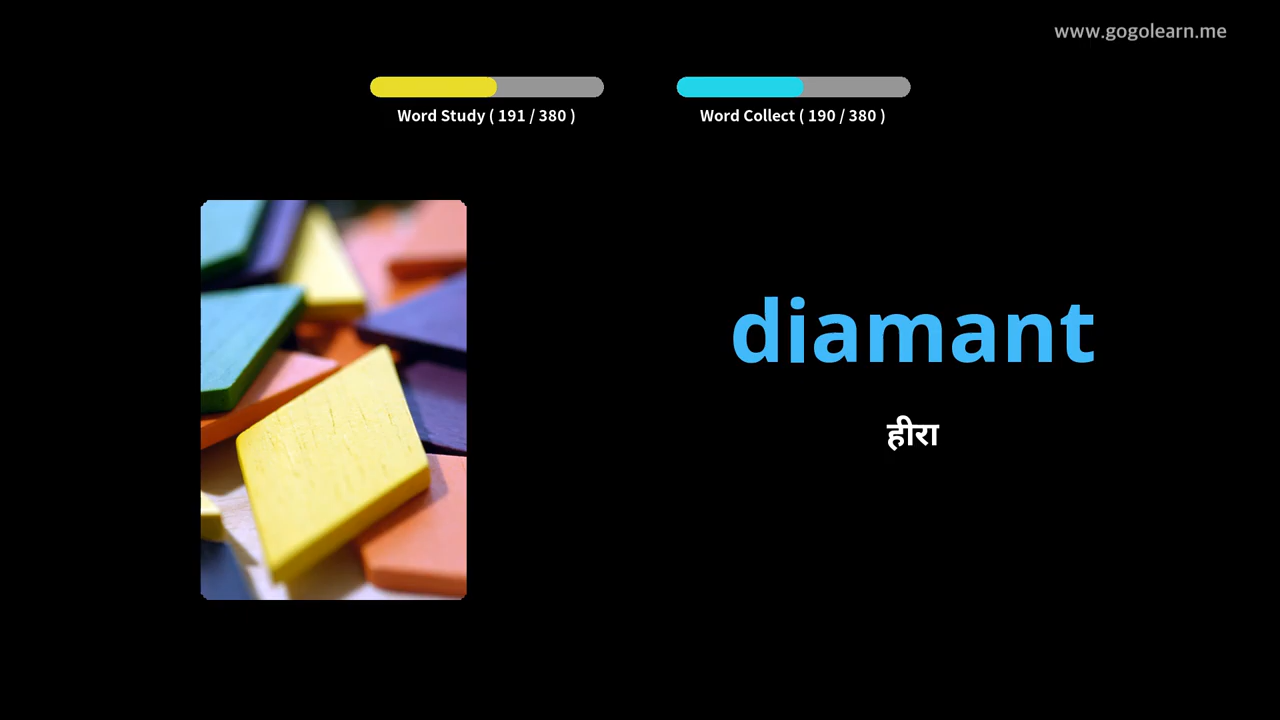 www.gogolearn.me
Word Study ( 191 / 380 )
Word Collect ( 190 / 380 )
diamant
हीरा